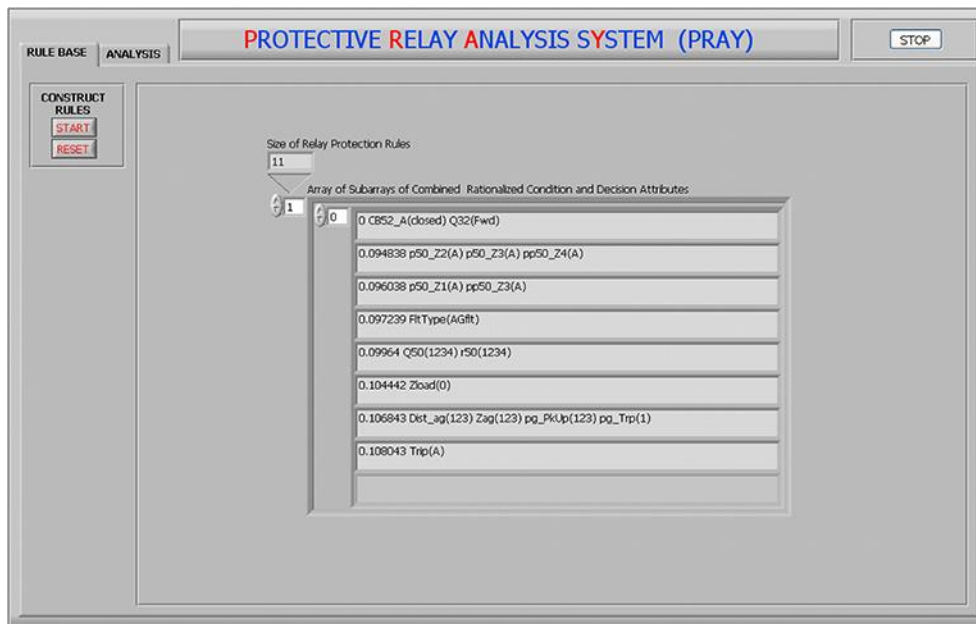 PROTECTIVE RELAY ANALYSIS SYSTEM (PRAY)
STOP
RULE BASE
ANALYSIS
CONSTRUCT
RULES
START
RESET
Size of Relay Protection Rules
11
Array of Subarrays of Combined Rationalized Condition and Decision Attributes
1
0
0 CB52_A(closed) Q32(Fwd)
0.094838 p50_Z2(A) p50_Z3(A) pp50_Z4(A)
0.096038 p50_Z1(A) pp50_Z3(A)
0.097239 FltType(AGflt)
0.09964 Q50(1234) r50(1234)
0.104442 Zload(0)
0.106843 Dist_ag(123) Zag(123) pg_PkUp(123) pg_Trp(1)
0.108043 Trip(A)